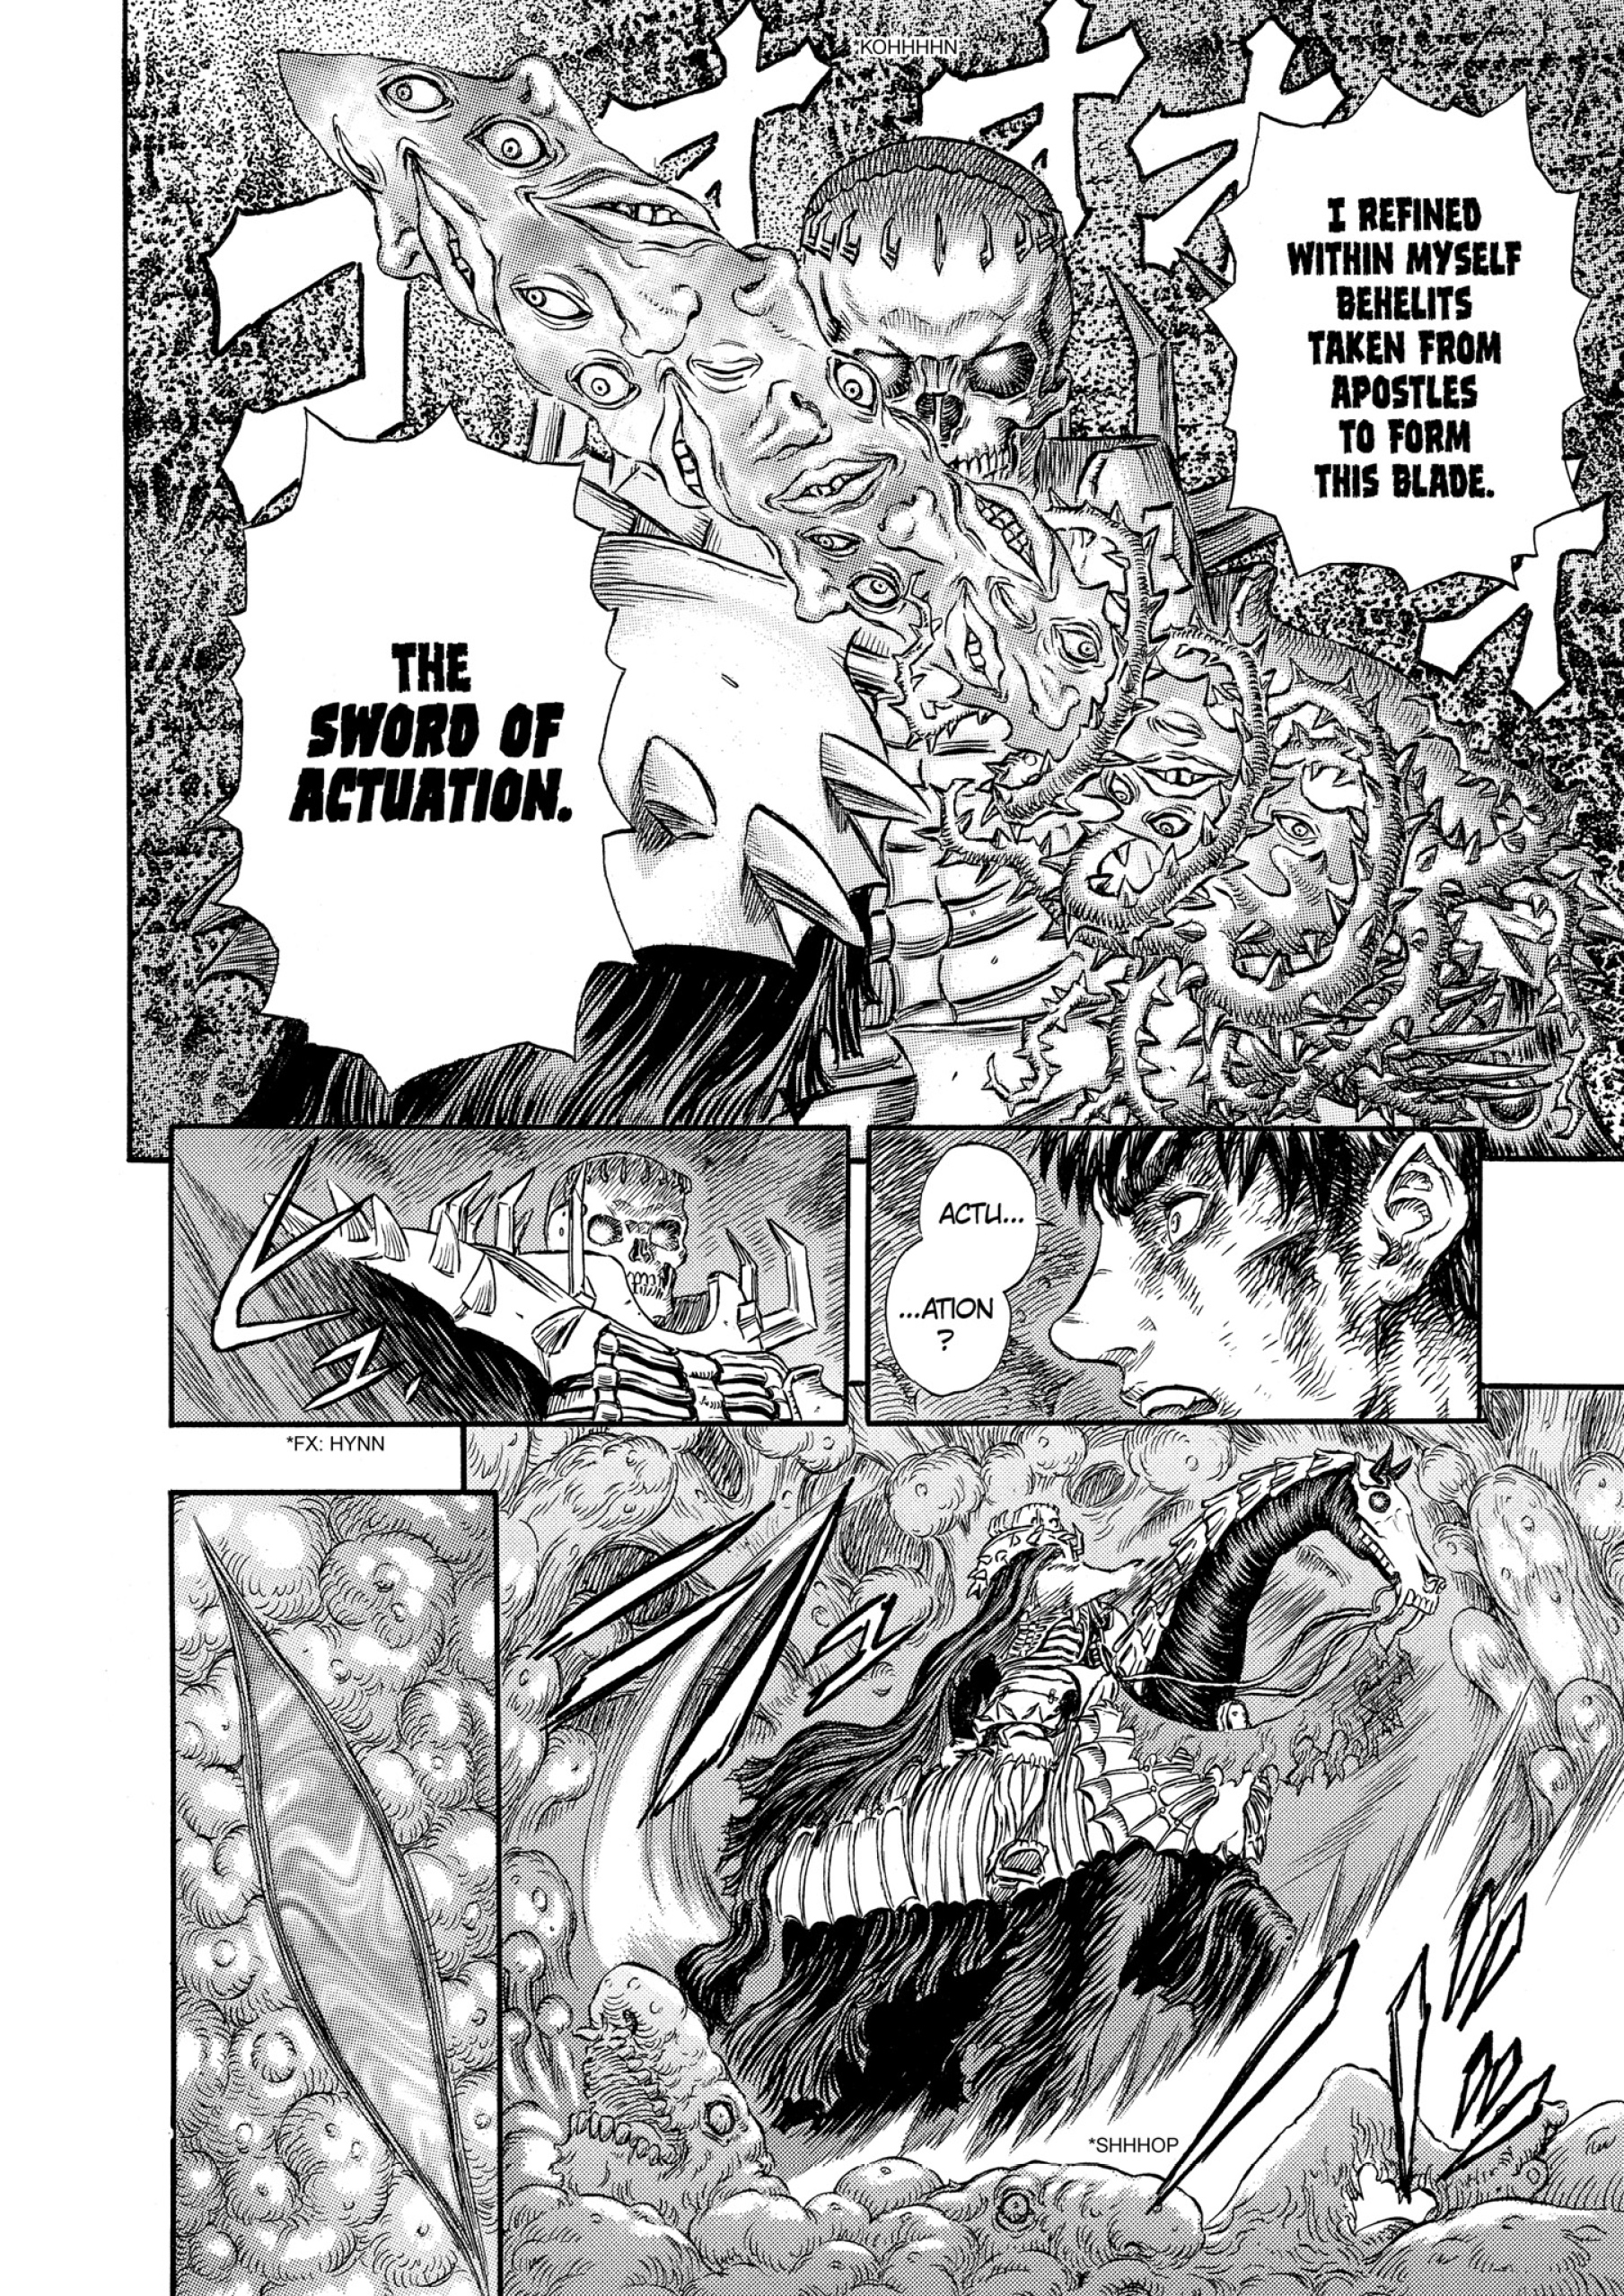 *KOHHHHN
I REFINED
WITHIN MYSELF
BEHELITS
TAKEN FROM
APOSTLES
TO FORM
THIS BLADE.
THE
SWORD OF
ACTUATION.
ACTU...
...ATION
?
*FX: HYNN
*SHHHOP